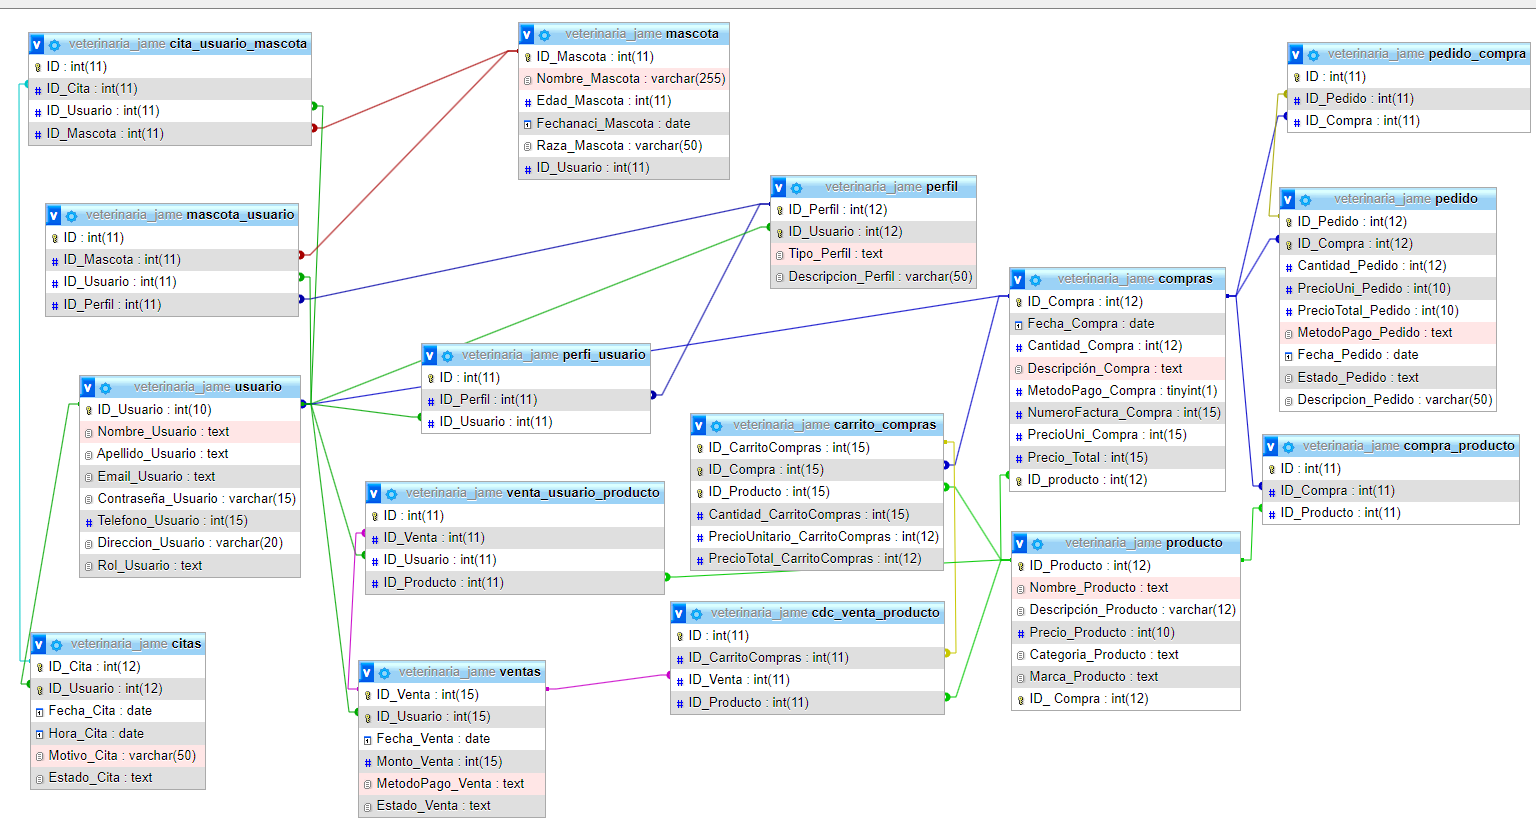 v veterinaria_jame cita_usuario_mascota
ID : int(11)
# ID_Cita : int(11)
# ID_Usuario : int(11)
# ID_Mascota : int(11)
v veterinaria_jame mascota
ID_Mascota : int(11)
Nombre_Mascota : varchar(255)
# Edad_Mascota : int(11)
Fechanaci_Mascota : date
Raza_Mascota : varchar(50)
# ID_Usuario : int(11)
v veterinaria_jame pedido_compra
ID : int(11)
# ID_Pedido : int(11)
# ID_Compra : int(11)
v veterinaria_jame mascota_usuario
ID : int(11)
# ID_Mascota : int(11)
# ID_Usuario : int(11)
# ID_Perfil : int(11)
v veterinaria_jame perfil
ID_Perfil : int(12)
ID_Usuario : int(12)
Tipo_Perfil : text
Descripcion_Perfil : varchar(50)
v veterinaria_jame pedido
ID_Pedido : int(12)
ID_Compra : int(12)
# Cantidad_Pedido : int(12)
# PrecioUni_Pedido : int(10)
# PrecioTotal_Pedido : int(10)
MetodoPago_Pedido : text
Fecha_Pedido : date
Estado_Pedido : text
Descripcion_Pedido : varchar(50)
v veterinaria_jame compras
ID_Compra : int(12)
Fecha_Compra : date
# Cantidad_Compra : int(12)
Descripción_Compra : text
# MetodoPago_Compra : tinyint(1)
# NumeroFactura_Compra : int(15)
# PrecioUni_Compra : int(15)
# Precio_Total : int(15)
ID_producto : int(12)
v veterinaria_jame perfi_usuario
ID : int(11)
# ID_Perfil : int(11)
# ID_Usuario : int(11)
v veterinaria_jame usuario
ID_Usuario : int(10)
Nombre_Usuario : text
Apellido_Usuario : text
Email_Usuario : text
Contraseña_Usuario : varchar(15)
# Telefono_Usuario : int(15)
Direccion_Usuario : varchar(20)
Rol_Usuario : text
v veterinaria_jame carrito_compras
ID_CarritoCompras : int(15)
ID_Compra : int(15)
ID_Producto : int(15)
# Cantidad_CarritoCompras : int(15)
# PrecioUnitario_CarritoCompras : int(12)
# PrecioTotal_CarritoCompras : int(12)
v veterinaria_jame compra_producto
ID : int(11)
# ID_Compra : int(11)
# ID_Producto : int(11)
v veterinaria_jame venta_usuario_producto
ID : int(11)
# ID_Venta : int(11)
# ID_Usuario : int(11)
# ID_Producto : int(11)
v veterinaria_jame producto
ID_Producto : int(12)
Nombre_Producto : text
Descripción_Producto : varchar(12)
# Precio_Producto : int(10)
Categoria_Producto : text
Marca_Producto : text
ID_ Compra : int(12)
v veterinaria_jame cdc_venta_producto
ID : int(11)
# ID_CarritoCompras : int(11)
# ID_Venta : int(11)
# ID_Producto : int(11)
v veterinaria_jame citas
ID_Cita : int(12)
ID_Usuario : int(12)
Fecha_Cita : date
Hora_Cita : date
Motivo_Cita : varchar(50)
Estado_Cita : text
v veterinaria_jame ventas
ID_Venta : int(15)
ID_Usuario : int(15)
Fecha_Venta : date
# Monto_Venta : int(15)
MetodoPago_Venta : text
Estado_Venta : text